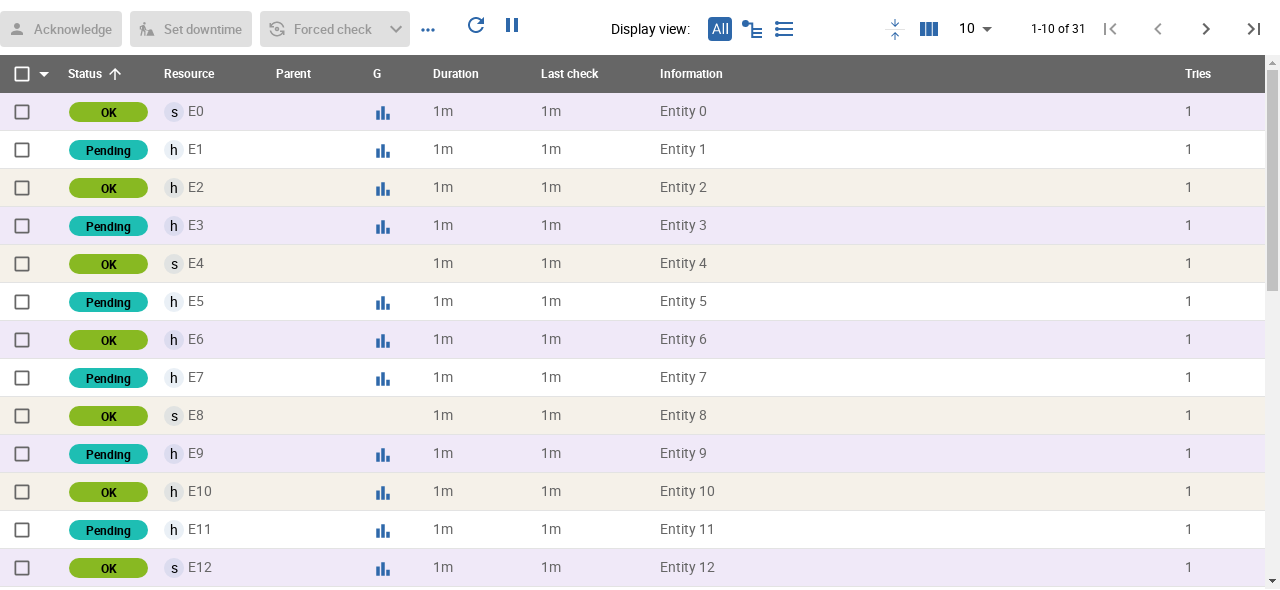 Acknowledge Set downtime Forced check ... Display view: All 10 1-10 of 31
Status Resource Parent G Duration Last check Information Tries
OK s E0 1m 1m Entity 0 1
Pending h E1 1m 1m Entity 1 1
OK h E2 1m 1m Entity 2 1
Pending h E3 1m 1m Entity 3 1
OK s E4 1m 1m Entity 4 1
Pending h E5 1m 1m Entity 5 1
OK h E6 1m 1m Entity 6 1
Pending h E7 1m 1m Entity 7 1
OK s E8 1m 1m Entity 8 1
Pending h E9 1m 1m Entity 9 1
OK h E10 1m 1m Entity 10 1
Pending h E11 1m 1m Entity 11 1
OK s E12 1m 1m Entity 12 1